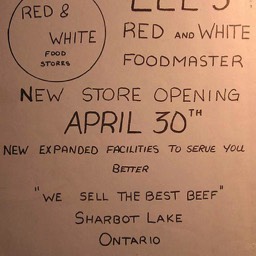 RED &
WHITE
FOOD
STORES
LEE'S
RED AND WHITE
FOODMASTER
NEW STORE OPENING
APRIL 30TH
NEW EXPANDED FACILITIES TO SERVE YOU
BETTER
"WE SELL THE BEST BEEF"
SHARBOT LAKE
ONTARIO